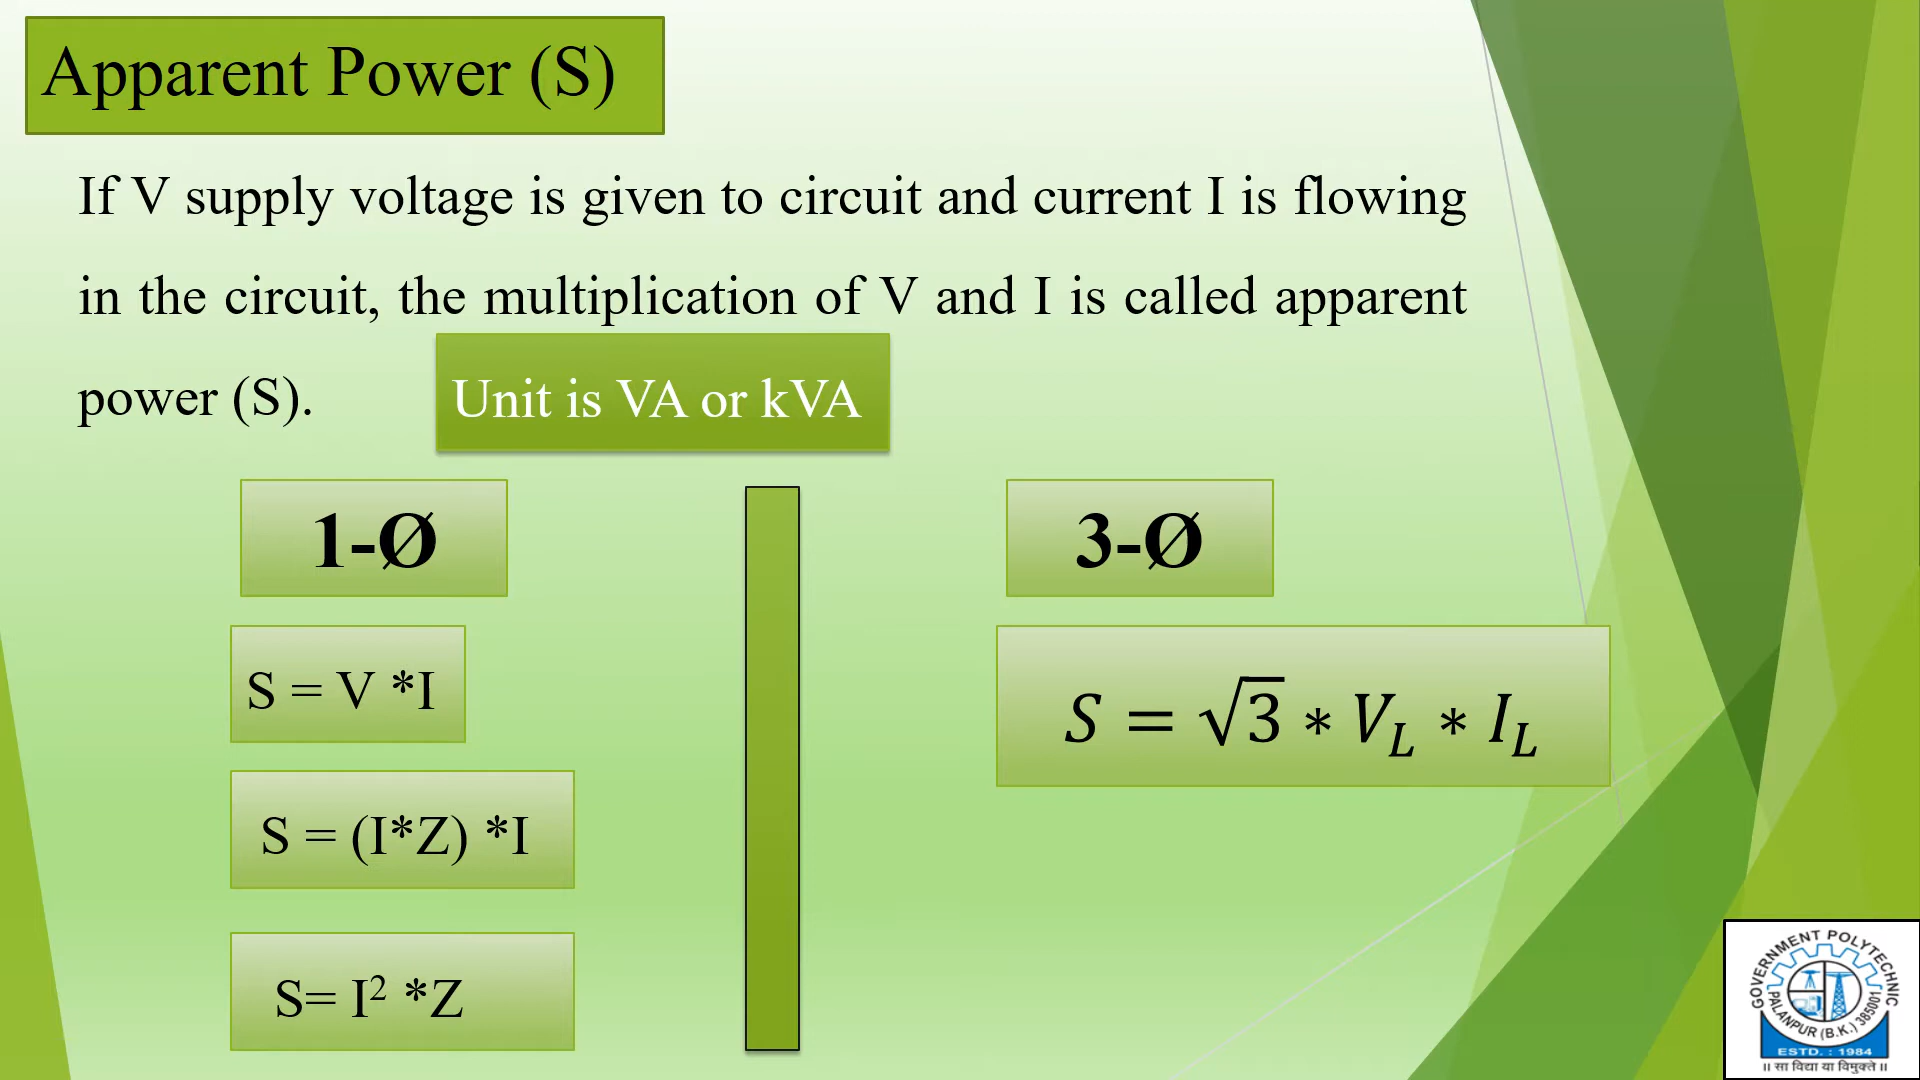 Apparent Power (S)
If V supply voltage is given to circuit and current I is flowing
in the circuit, the multiplication of V and I is called apparent
power (S).
Unit is VA or kVA
1-Ø
3-Ø
S = V *I
S = √3 * V_L * I_L
S = (I*Z) *I
S= I² *Z
GOVERNMENT POLYTECHNIC
PALANPUR (B.K.) 385001
ESTD. : 1984
॥ सा विद्या या विमुक्ते ॥